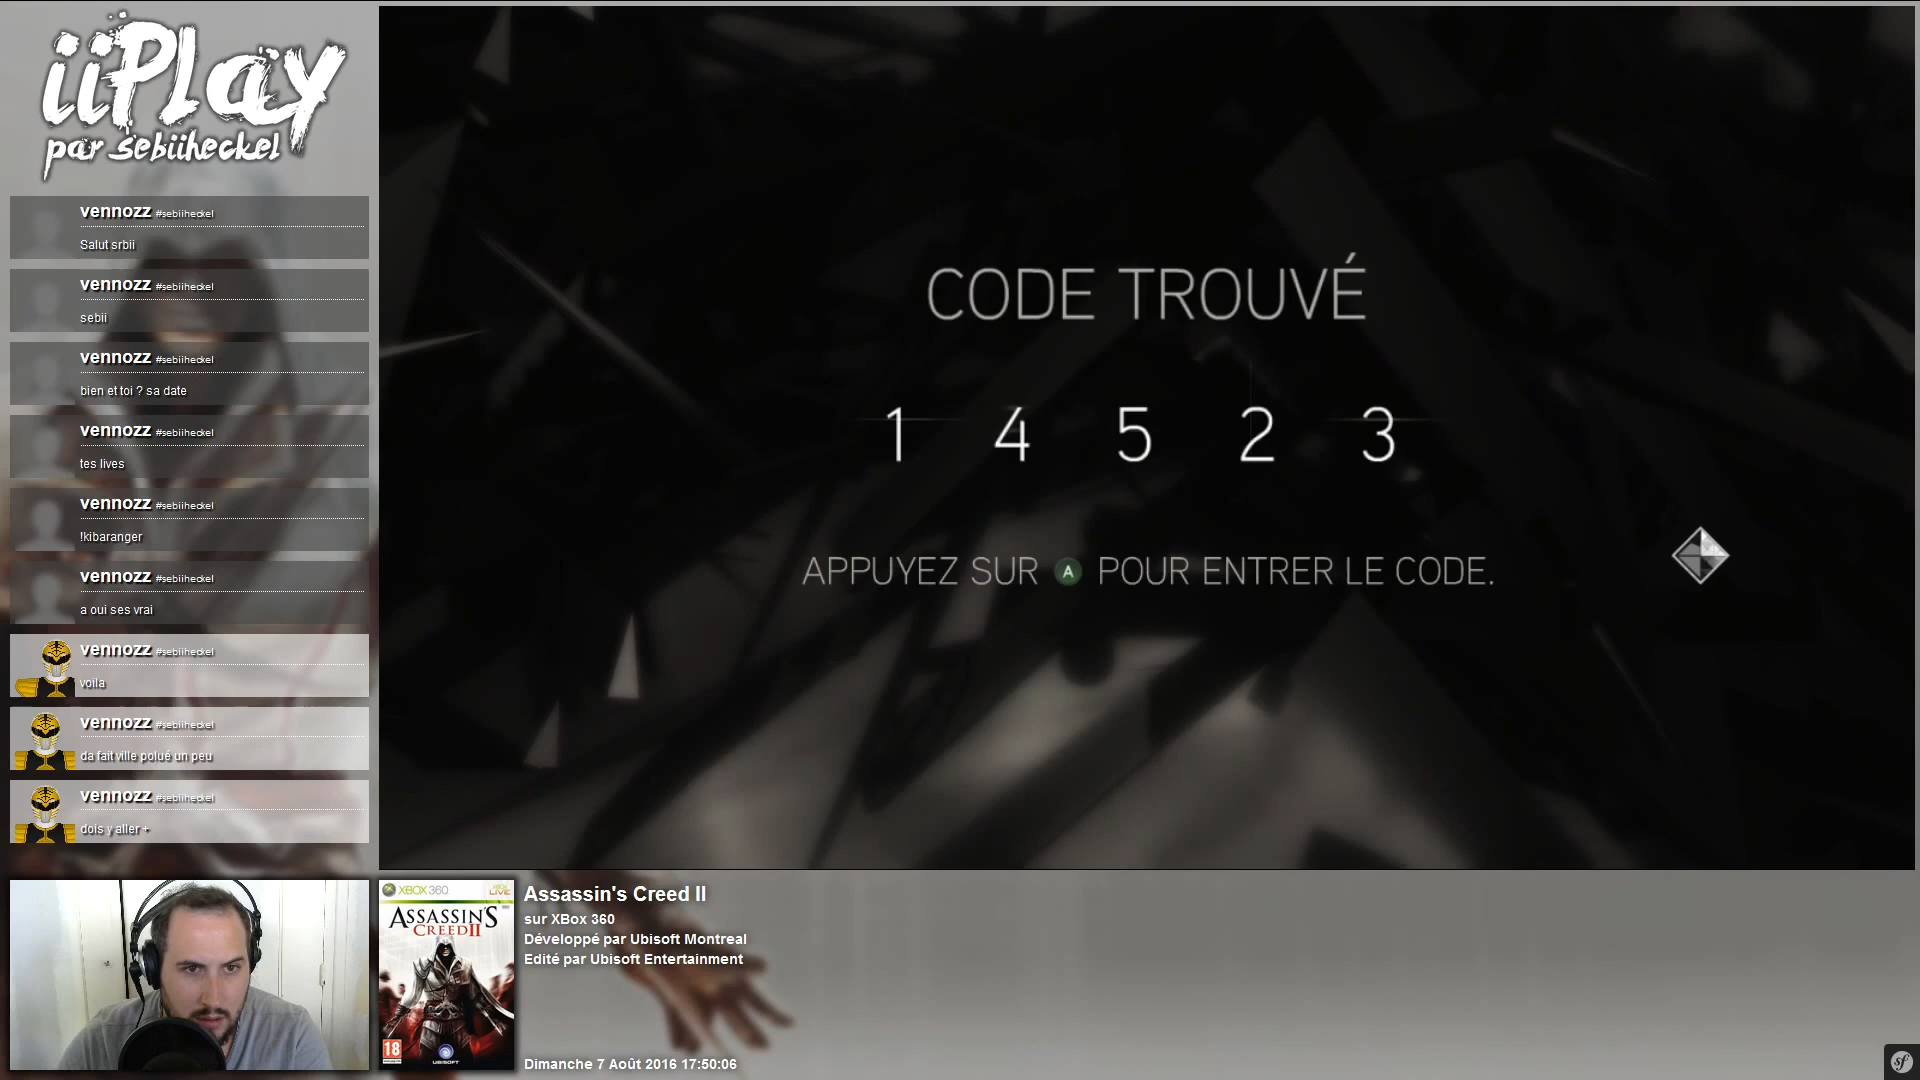 iiPlay
par sebiiheckel
vennozz #sebiiheckel
Salut srbii
vennozz #sebiiheckel
sebii
vennozz #sebiiheckel
bien et toi ? sa date
vennozz #sebiiheckel
tes lives
vennozz #sebiiheckel
!kibaranger
vennozz #sebiiheckel
a oui ses vrai
vennozz #sebiiheckel
voila
vennozz #sebiiheckel
da fait ville polué un peu
vennozz #sebiiheckel
dois y aller +
CODE TROUVÉ
1 4 5 2 3
APPUYEZ SUR A POUR ENTRER LE CODE.
XBOX 360
XBOX LIVE
ASSASSIN'S
CREED II
18
UBISOFT
Assassin's Creed II
sur XBox 360
Développé par Ubisoft Montreal
Edité par Ubisoft Entertainment
Dimanche 7 Août 2016 17:50:06
sf